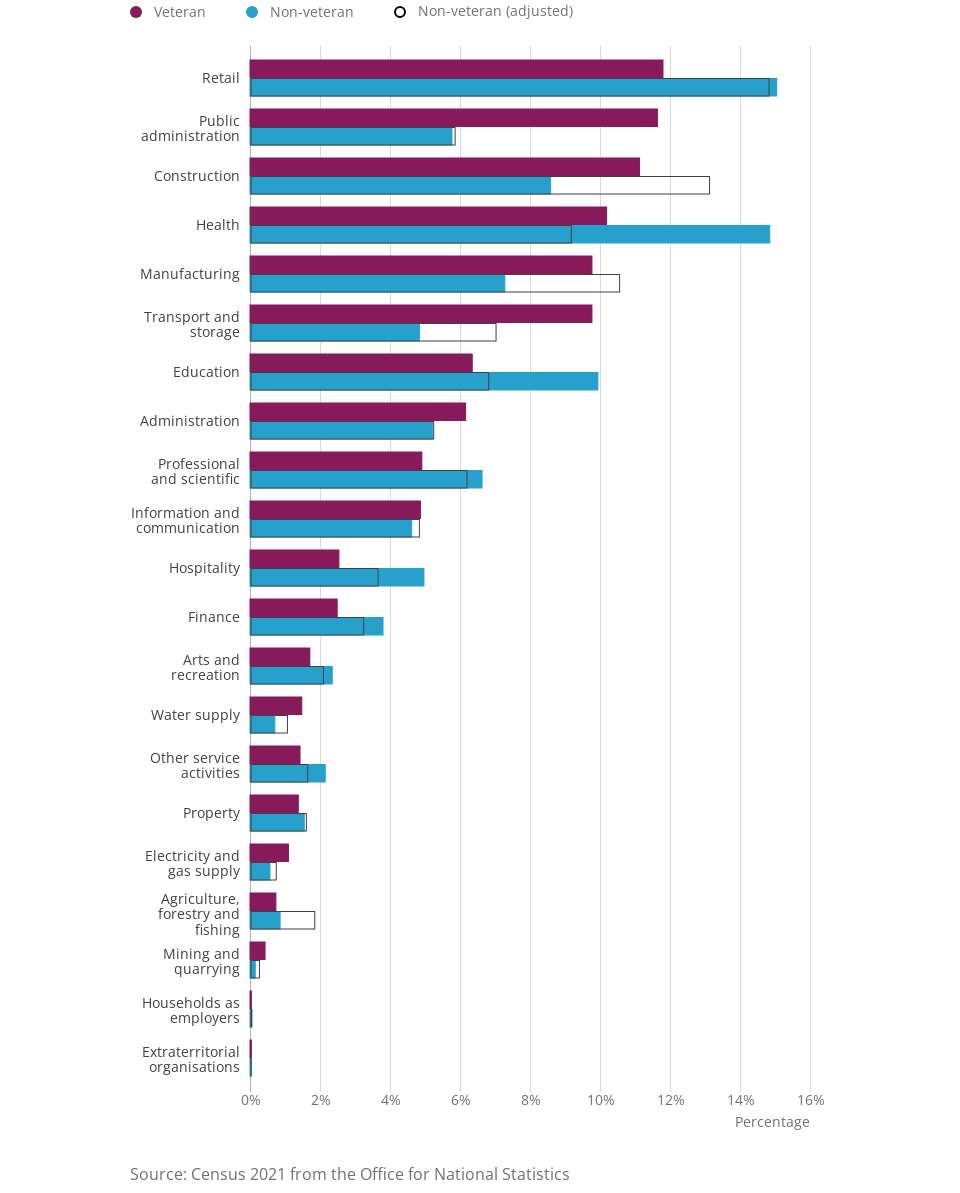 Veteran Non-veteran Non-veteran (adjusted)
Retail
Public
administration
Construction
Health
Manufacturing
Transport and
storage
Education
Administration
Professional
and scientific
Information and
communication
Hospitality
Finance
Arts and
recreation
Water supply
Other service
activities
Property
Electricity and
gas supply
Agriculture,
forestry and
fishing
Mining and
quarrying
Households as
employers
Extraterritorial
organisations
0% 2% 4% 6% 8% 10% 12% 14% 16%
Percentage
Source: Census 2021 from the Office for National Statistics